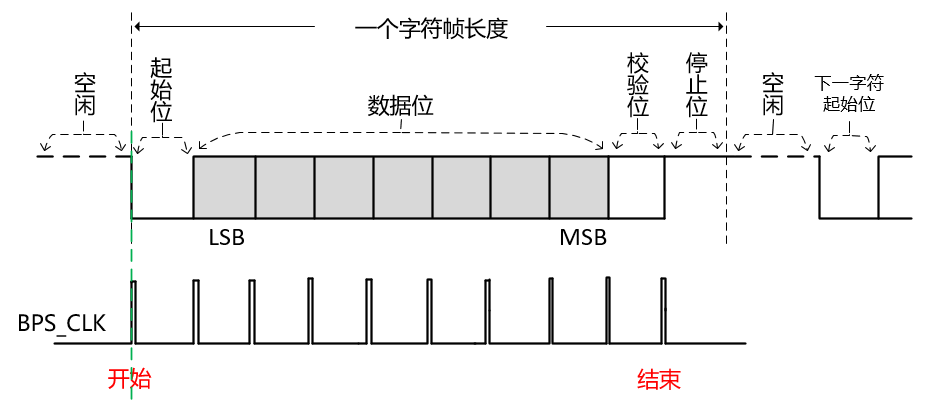 一个字符帧长度
空闲
起始位
数据位
校验位
停止位
空闲
下一字符
起始位
LSB
MSB
BPS_CLK
开始
结束